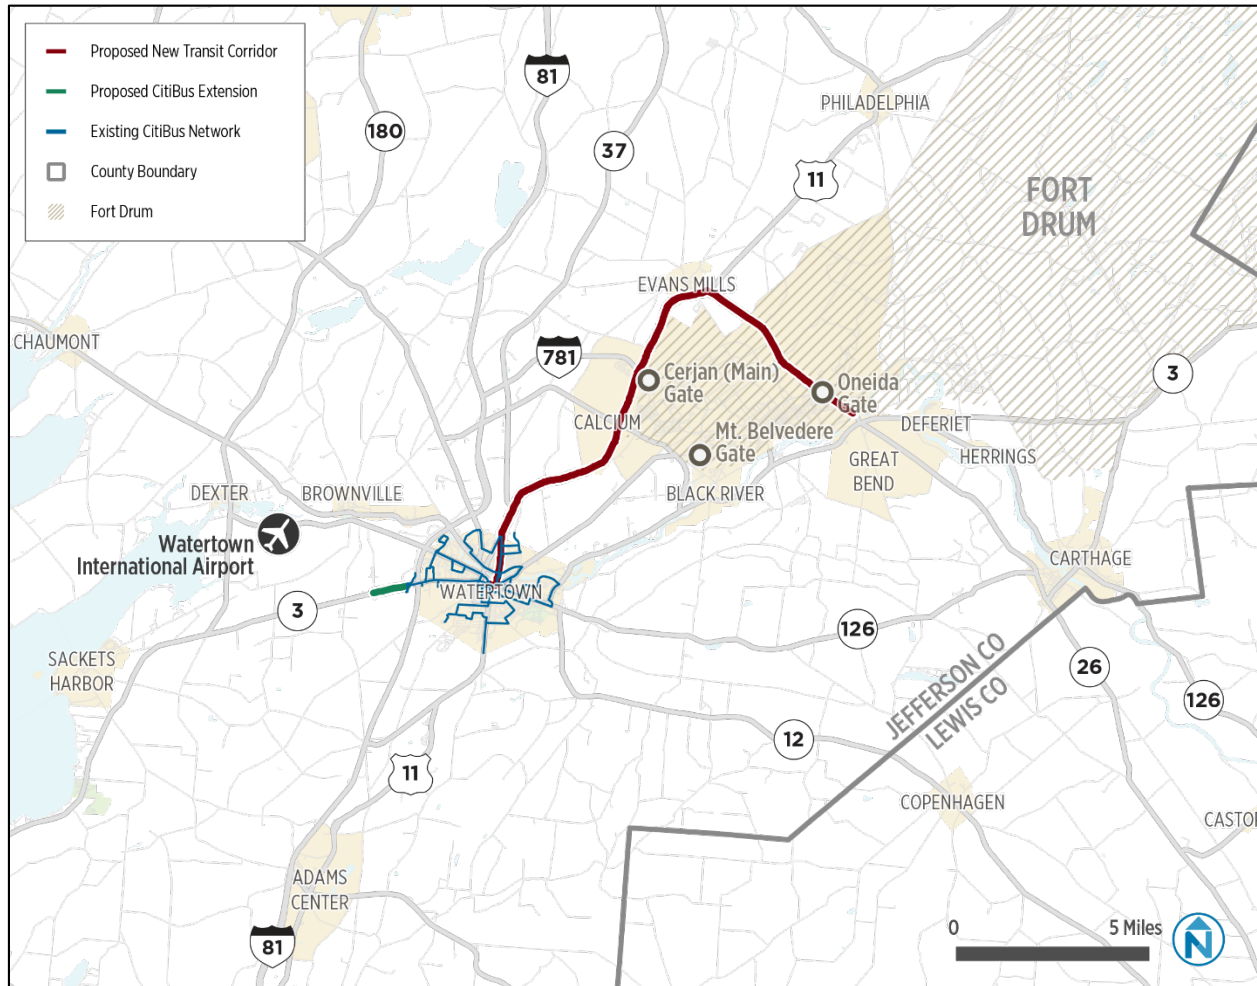 Proposed New Transit Corridor
Proposed CitiBus Extension
Existing CitiBus Network
County Boundary
Fort Drum
81
180
37
PHILADELPHIA
11
FORT
DRUM
EVANS MILLS
CHAUMONT
781
Cerjan (Main)
Gate
Oneida
Gate
3
CALCIUM
Mt. Belvedere
Gate
DEFERIET
HERRINGS
GREAT
BEND
DEXTER
BROWNVILLE
BLACK RIVER
Watertown
International Airport
CARTHAGE
WATERTOWN
3
126
SACKETS
HARBOR
26
JEFFERSON CO
LEWIS CO
126
12
11
COPENHAGEN
CASTOR
ADAMS
CENTER
81
0
5 Miles
N